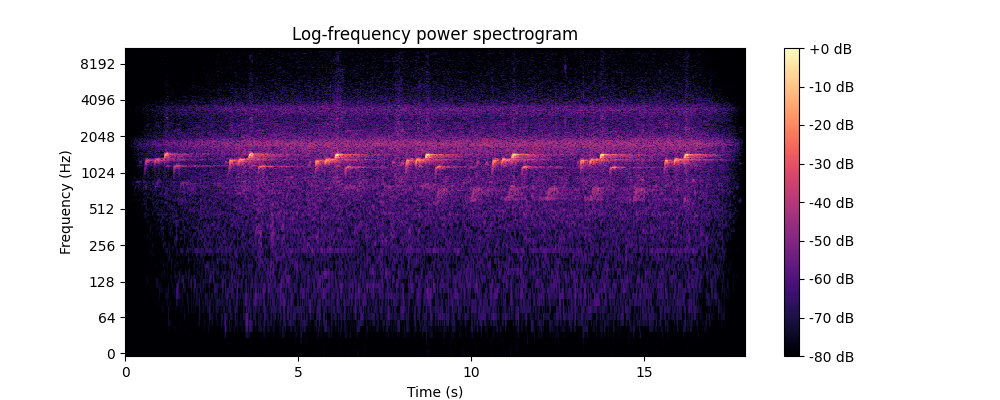 Log-frequency power spectrogram
Frequency (Hz)
8192
4096
2048
1024
512
256
128
64
0
0
5
10
15
Time (s)
+0 dB
-10 dB
-20 dB
-30 dB
-40 dB
-50 dB
-60 dB
-70 dB
-80 dB